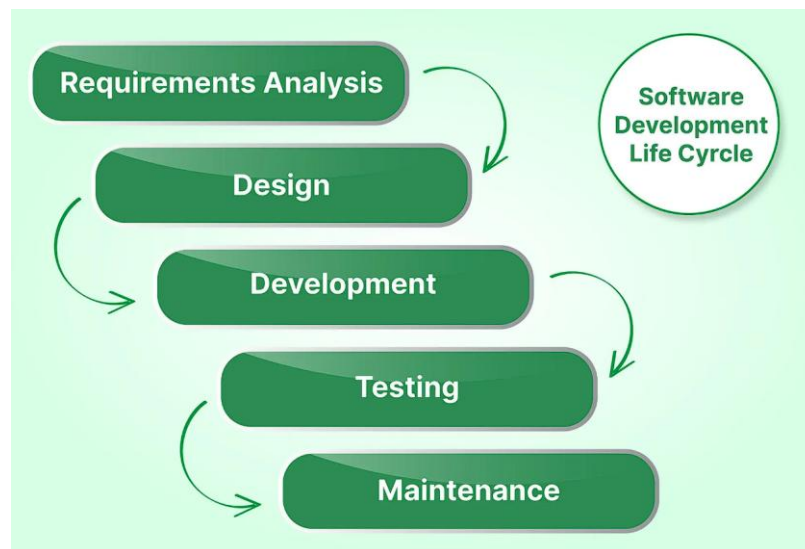 Requirements Analysis
Software
Development
Life Cyrcle
Design
Development
Testing
Maintenance